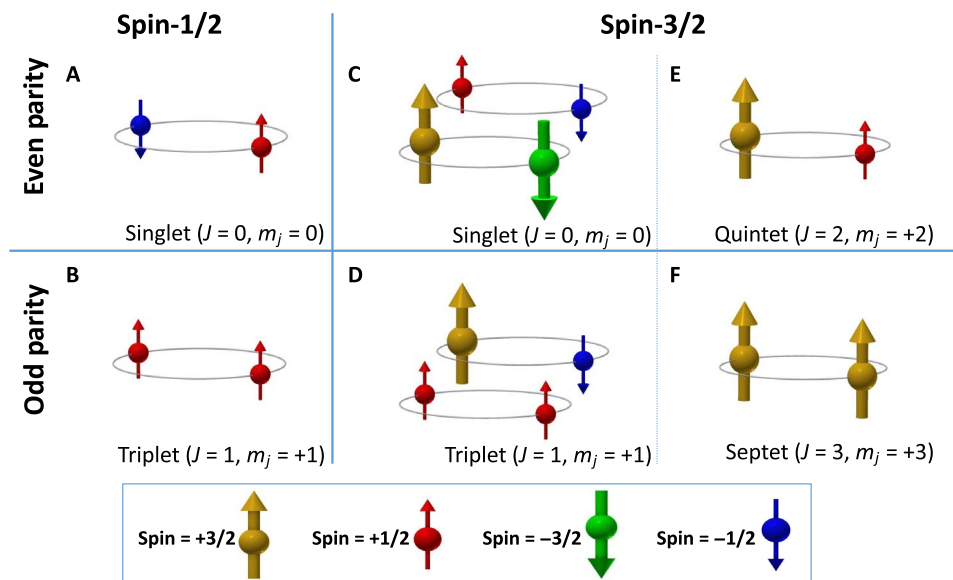 Spin-1/2
Spin-3/2
Even parity
A
C
E
Singlet (J = 0, mj = 0)
Singlet (J = 0, mj = 0)
Quintet (J = 2, mj = +2)
Odd parity
B
D
F
Triplet (J = 1, mj = +1)
Triplet (J = 1, mj = +1)
Septet (J = 3, mj = +3)
Spin = +3/2
Spin = +1/2
Spin = –3/2
Spin = –1/2